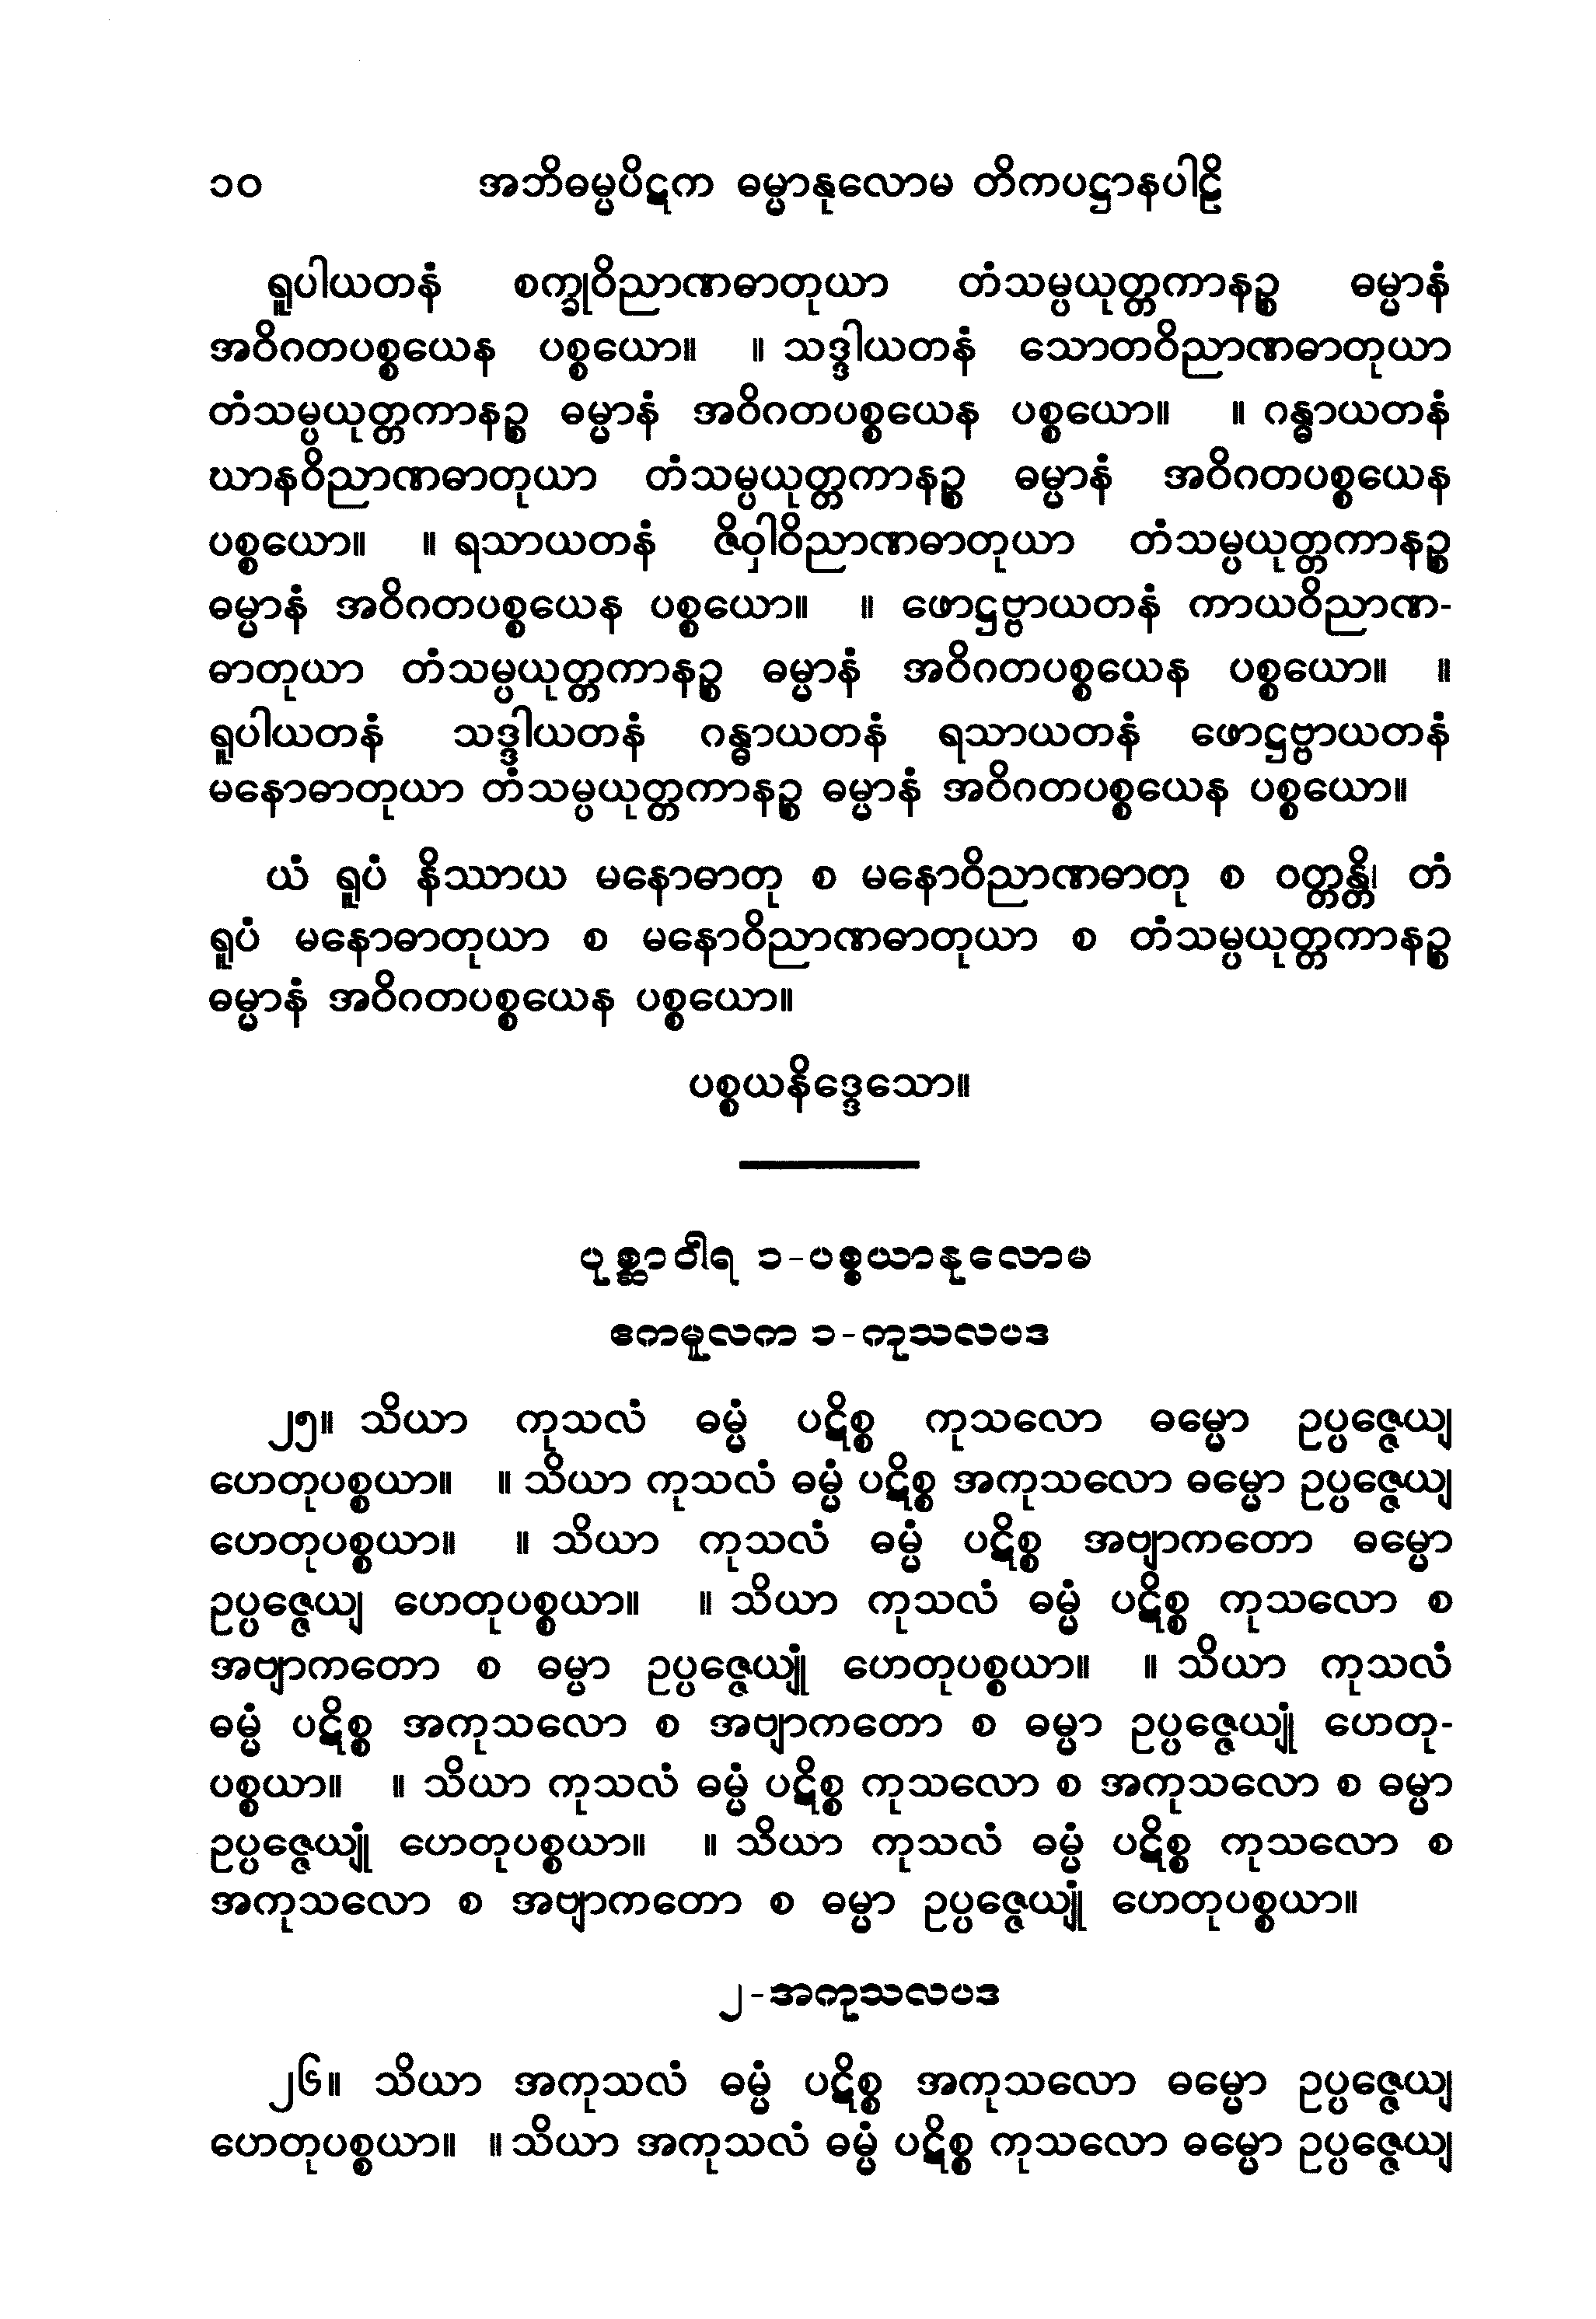 ၁၀ အဘိဓမ္မပိဋက ဓမ္မာနုလောမ တိကပဋ္ဌာနပါဠိ
ရူပါယတနံ စက္ခုဝိညာဏဓာတုယာ တံသမ္ပယုတ္တကာနဉ္စ ဓမ္မာနံ
အဝိဂတပစ္စယေန ပစ္စယော။ ။ သဒ္ဒါယတနံ သောတဝိညာဏဓာတုယာ
တံသမ္ပယုတ္တကာနဉ္စ ဓမ္မာနံ အဝိဂတပစ္စယေန ပစ္စယော။ ။ ဂန္ဓာယတနံ
ဃာနဝိညာဏဓာတုယာ တံသမ္ပယုတ္တကာနဉ္စ ဓမ္မာနံ အဝိဂတပစ္စယေန
ပစ္စယော။ ။ ရသာယတနံ ဇိဝှါဝိညာဏဓာတုယာ တံသမ္ပယုတ္တကာနဉ္စ
ဓမ္မာနံ အဝိဂတပစ္စယေန ပစ္စယော။ ။ ဖောဋ္ဌဗ္ဗာယတနံ ကာယဝိညာဏ-
ဓာတုယာ တံသမ္ပယုတ္တကာနဉ္စ ဓမ္မာနံ အဝိဂတပစ္စယေန ပစ္စယော။ ။
ရူပါယတနံ သဒ္ဒါယတနံ ဂန္ဓာယတနံ ရသာယတနံ ဖောဋ္ဌဗ္ဗာယတနံ
မနောဓာတုယာ တံသမ္ပယုတ္တကာနဉ္စ ဓမ္မာနံ အဝိဂတပစ္စယေန ပစ္စယော။
ယံ ရူပံ နိဿာယ မနောဓာတု စ မနောဝိညာဏဓာတု စ ဝတ္တန္တိ၊ တံ
ရူပံ မနောဓာတုယာ စ မနောဝိညာဏဓာတုယာ စ တံသမ္ပယုတ္တကာနဉ္စ
ဓမ္မာနံ အဝိဂတပစ္စယေန ပစ္စယော။
ပစ္စယနိဒ္ဒေသော။
ပုစ္ဆာဝါရ ၁-ပစ္စယာနုလောမ
ဧကမူလက ၁-ကုသလပဒ
၂၅။ သိယာ ကုသလံ ဓမ္မံ ပဋိစ္စ ကုသလော ဓမ္မော ဥပ္ပဇ္ဇေယျ
ဟေတုပစ္စယာ။ ။ သိယာ ကုသလံ ဓမ္မံ ပဋိစ္စ အကုသလော ဓမ္မော ဥပ္ပဇ္ဇေယျ
ဟေတုပစ္စယာ။ ။ သိယာ ကုသလံ ဓမ္မံ ပဋိစ္စ အဗျာကတော ဓမ္မော
ဥပ္ပဇ္ဇေယျ ဟေတုပစ္စယာ။ ။ သိယာ ကုသလံ ဓမ္မံ ပဋိစ္စ ကုသလော စ
အဗျာကတော စ ဓမ္မာ ဥပ္ပဇ္ဇေယျုံ ဟေတုပစ္စယာ။ ။ သိယာ ကုသလံ
ဓမ္မံ ပဋိစ္စ အကုသလော စ အဗျာကတော စ ဓမ္မာ ဥပ္ပဇ္ဇေယျုံ ဟေတု-
ပစ္စယာ။ ။ သိယာ ကုသလံ ဓမ္မံ ပဋိစ္စ ကုသလော စ အကုသလော စ ဓမ္မာ
ဥပ္ပဇ္ဇေယျုံ ဟေတုပစ္စယာ။ ။ သိယာ ကုသလံ ဓမ္မံ ပဋိစ္စ ကုသလော စ
အကုသလော စ အဗျာကတော စ ဓမ္မာ ဥပ္ပဇ္ဇေယျုံ ဟေတုပစ္စယာ။
၂-အကုသလပဒ
၂၆။ သိယာ အကုသလံ ဓမ္မံ ပဋိစ္စ အကုသလော ဓမ္မော ဥပ္ပဇ္ဇေယျ
ဟေတုပစ္စယာ။ ။ သိယာ အကုသလံ ဓမ္မံ ပဋိစ္စ ကုသလော ဓမ္မော ဥပ္ပဇ္ဇေယျ